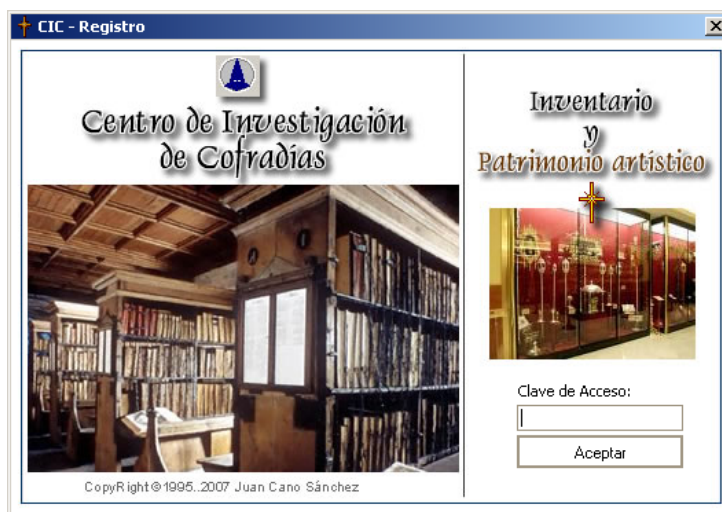 CIC - Registro
Centro de Investigación
de Cofradías
CopyRight©1995..2007 Juan Cano Sánchez
Inventario
y
Patrimonio artístico
Clave de Acceso:
Aceptar